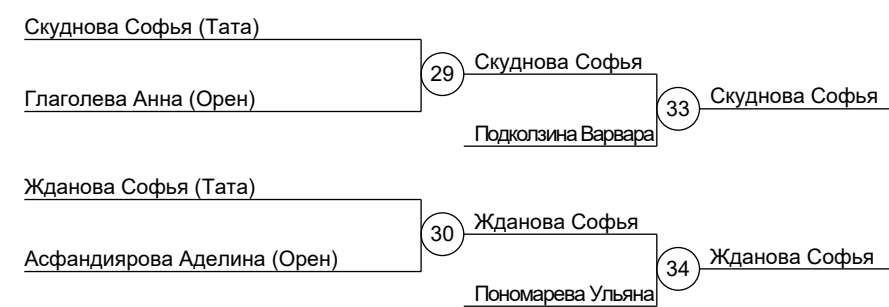 Скуднова Софья (Тата)
29 Скуднова Софья
Глаголева Анна (Орен)
33 Скуднова Софья
Подколзина Варвара
Жданова Софья (Тата)
30 Жданова Софья
Асфандиярова Аделина (Орен)
34 Жданова Софья
Пономарева Ульяна